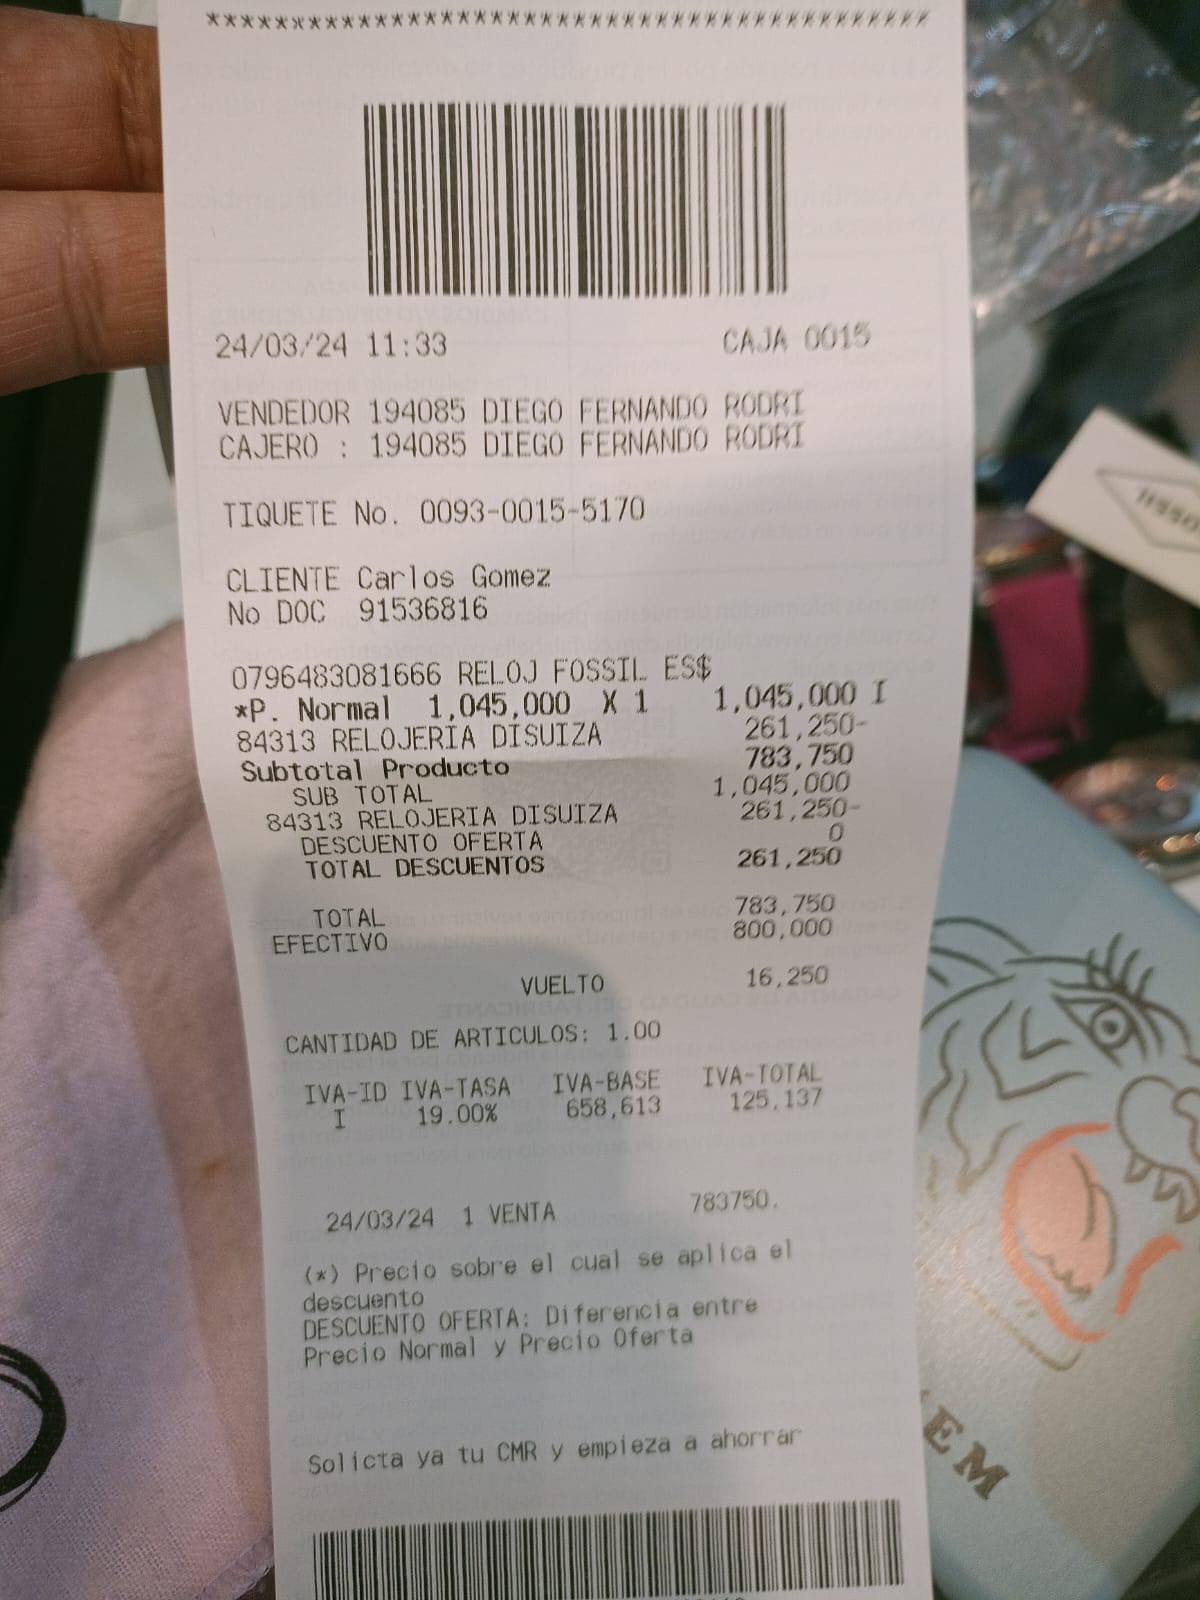 ****************************************************
24/03/24 11:33 CAJA 0015
VENDEDOR 194085 DIEGO FERNANDO RODRI
CAJERO : 194085 DIEGO FERNANDO RODRI
TIQUETE No. 0093-0015-5170
CLIENTE Carlos Gomez
No DOC 91536816
0796483081666 RELOJ FOSSIL ES$
*P. Normal 1,045,000 X 1 1,045,000 I
84313 RELOJERIA DISUIZA 261,250-
Subtotal Producto 783,750
SUB TOTAL 1,045,000
84313 RELOJERIA DISUIZA 261,250-
DESCUENTO OFERTA 0
TOTAL DESCUENTOS 261,250
TOTAL 783,750
EFECTIVO 800,000
VUELTO 16,250
CANTIDAD DE ARTICULOS: 1.00
IVA-ID IVA-TASA IVA-BASE IVA-TOTAL
I 19.00% 658,613 125,137
24/03/24 1 VENTA 783750.
(*) Precio sobre el cual se aplica el
descuento
DESCUENTO OFERTA: Diferencia entre
Precio Normal y Precio Oferta
Solicta ya tu CMR y empieza a ahorrar